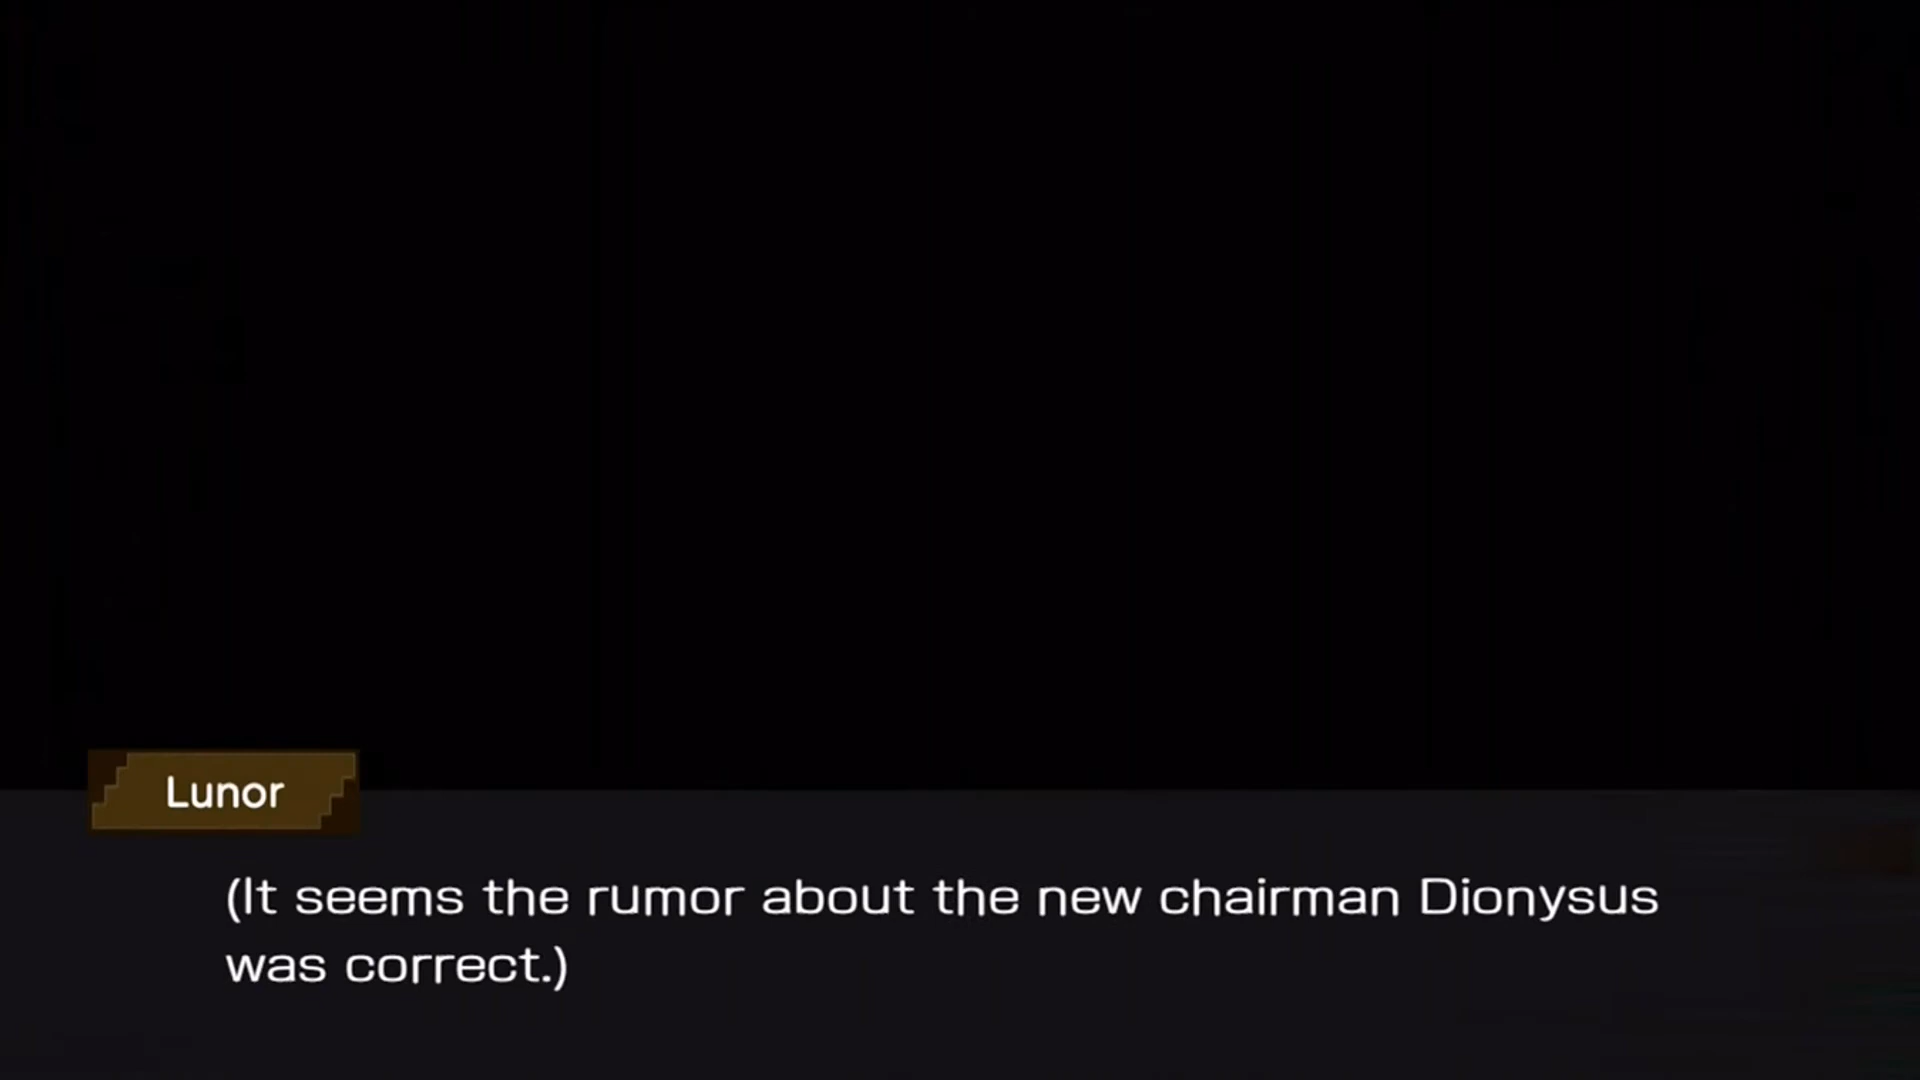 Lunor
(It seems the rumor about the new chairman Dionysus
was correct.)